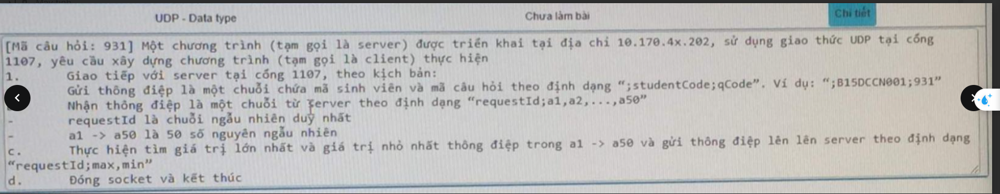 UDP - Data type Chưa làm bài Chi tiết
[Mã câu hỏi: 931] Một chương trình (tạm gọi là server) được triển khai tại địa chỉ 10.170.4x.202, sử dụng giao thức UDP tại cổng
1107, yêu cầu xây dựng chương trình (tạm gọi là client) thực hiện
1. Giao tiếp với server tại cổng 1107, theo kịch bản:
Gửi thông điệp là một chuỗi chứa mã sinh viên và mã câu hỏi theo định dạng “;studentCode;qCode”. Ví dụ: “;B15DCCN001;931”
Nhận thông điệp là một chuỗi từ server theo định dạng “requestId;a1,a2,...,a50”
- requestId là chuỗi ngẫu nhiên duy nhất
- a1 -> a50 là 50 số nguyên ngẫu nhiên
c. Thực hiện tìm giá trị lớn nhất và giá trị nhỏ nhất thông điệp trong a1 -> a50 và gửi thông điệp lên lên server theo định dạng
“requestId;max,min”
d. Đóng socket và kết thúc